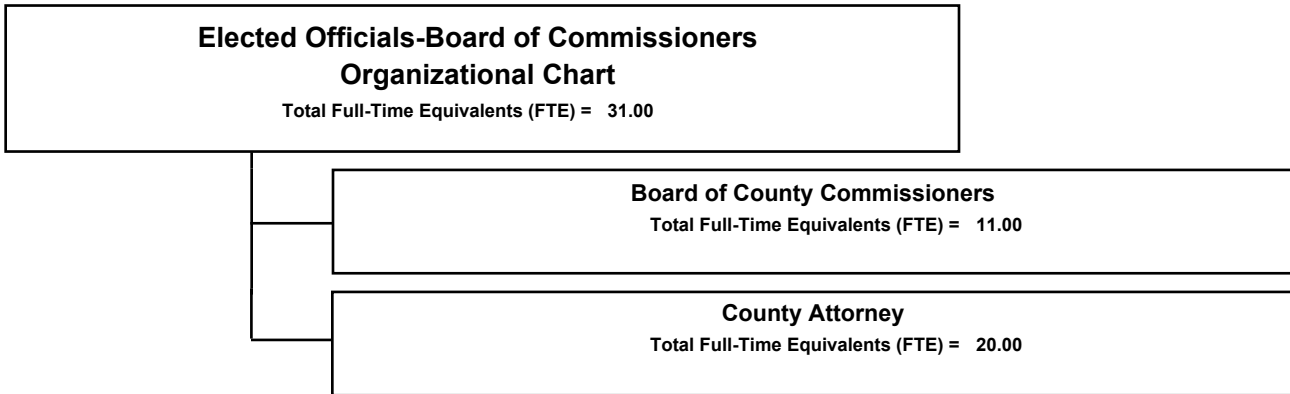 Elected Officials-Board of Commissioners
Organizational Chart
Total Full-Time Equivalents (FTE) = 31.00
Board of County Commissioners
Total Full-Time Equivalents (FTE) = 11.00
County Attorney
Total Full-Time Equivalents (FTE) = 20.00